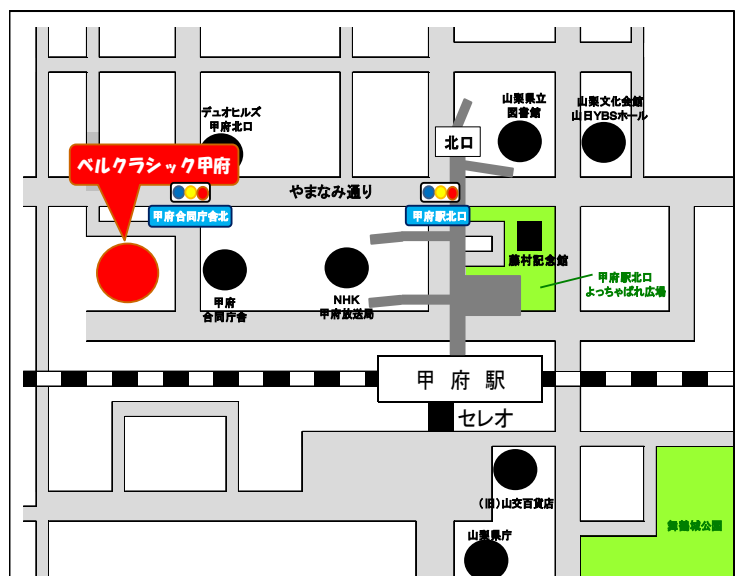 山梨県立
図書館
山梨文化会館
山日YBSホール
デュオヒルズ
甲府北口
北口
ベルクラシック甲府
やまなみ通り
甲府合同庁舎北
甲府駅北口
藤村記念館
甲府駅北口
よっちゃばれ広場
甲府
合同庁舎
NHK
甲府放送局
甲府駅
セレオ
(旧)山交百貨店
舞鶴城公園
山梨県庁